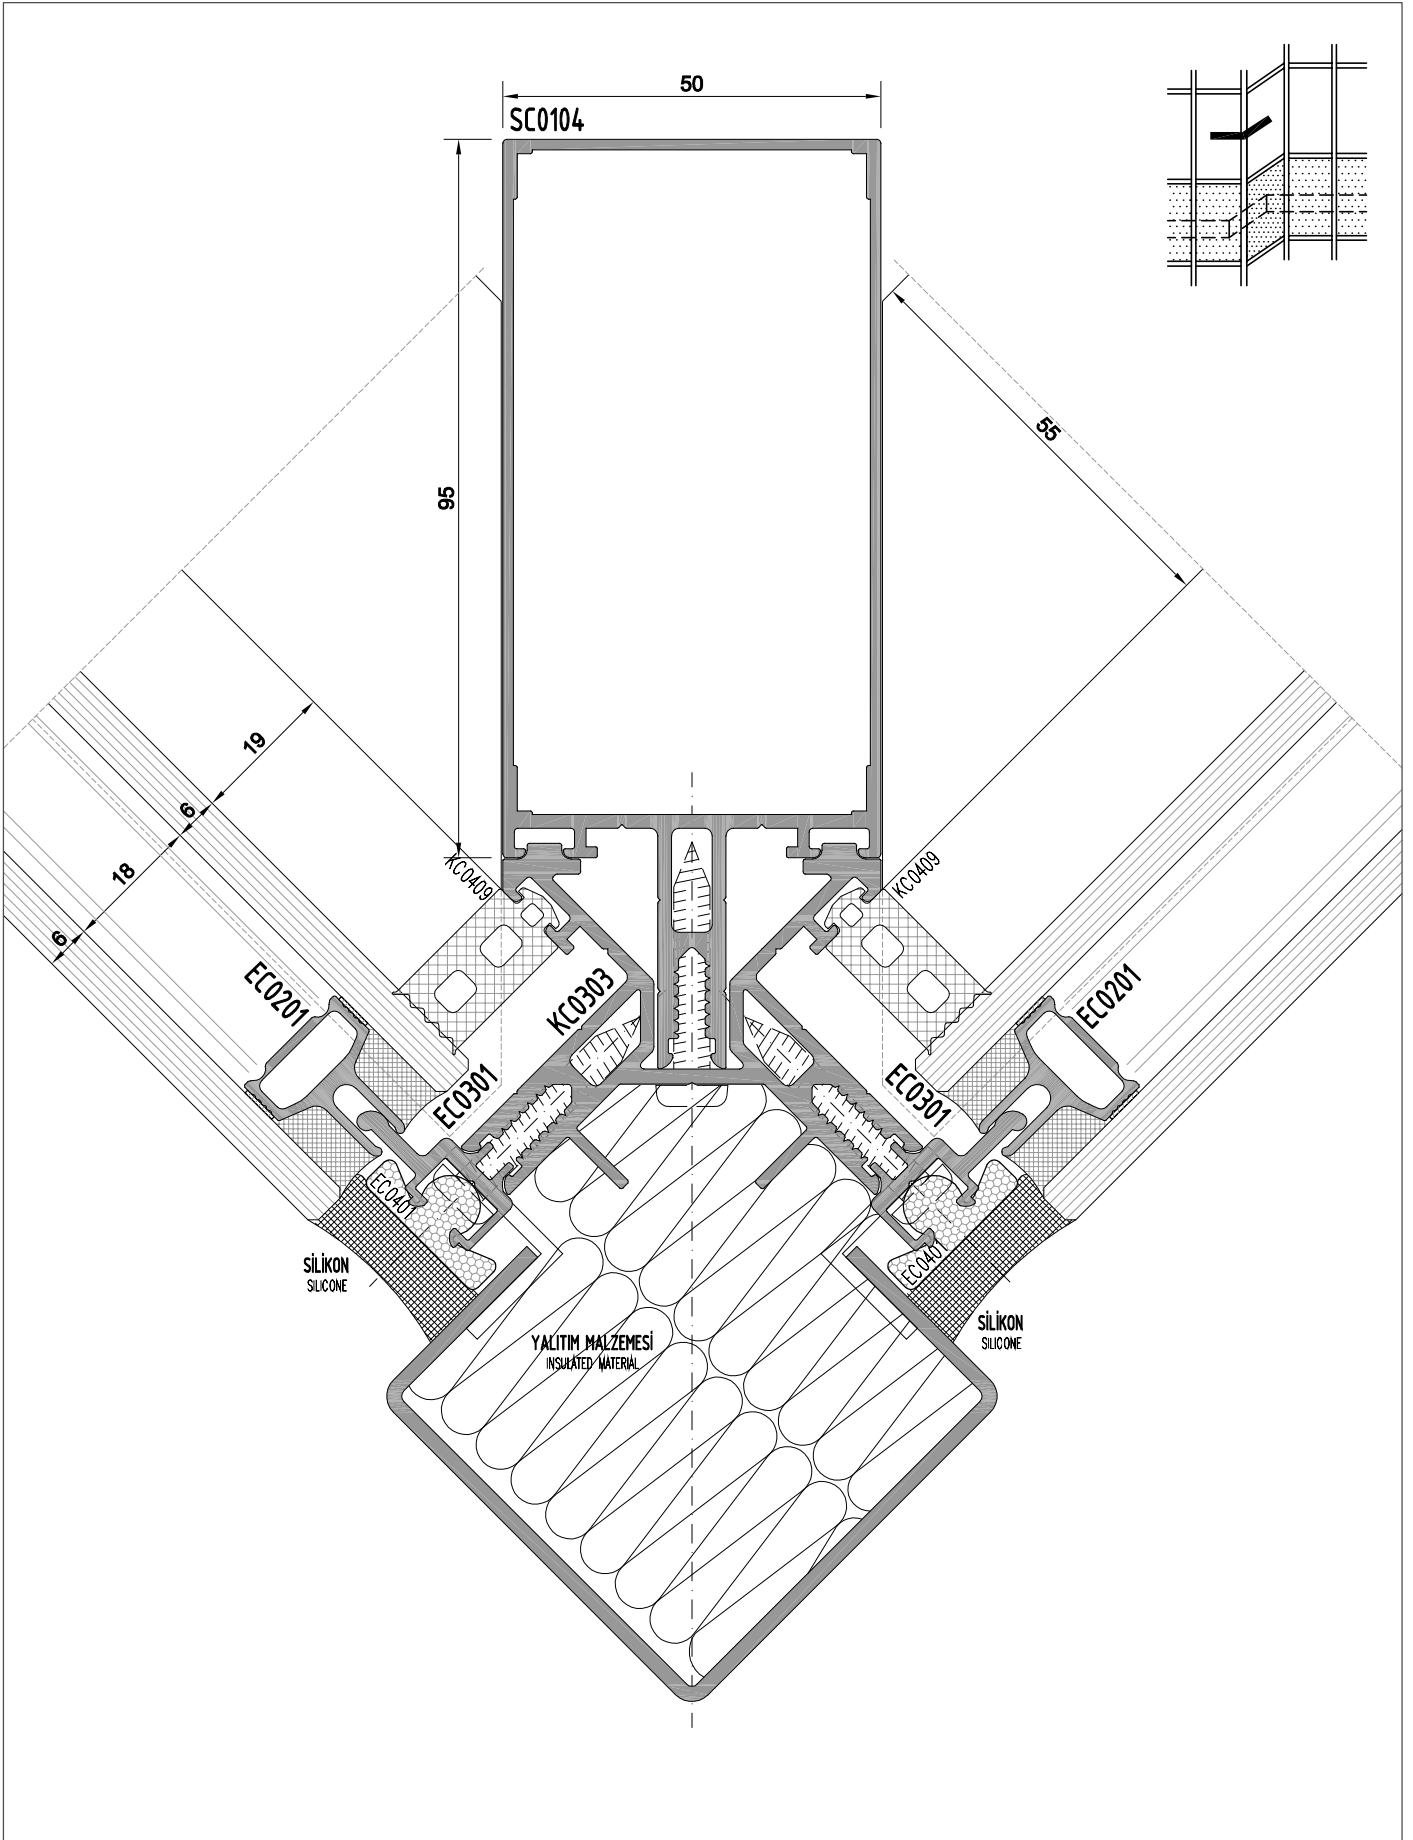 50
SC0104
95
55
19
6
18
6
KC0409
KC0409
EC0201
KC0303
EC0201
EC0301
EC0301
EC0401
EC0401
SİLİKON
SILICONE
SİLİKON
SILICONE
YALITIM MALZEMESİ
INSULATED MATERIAL